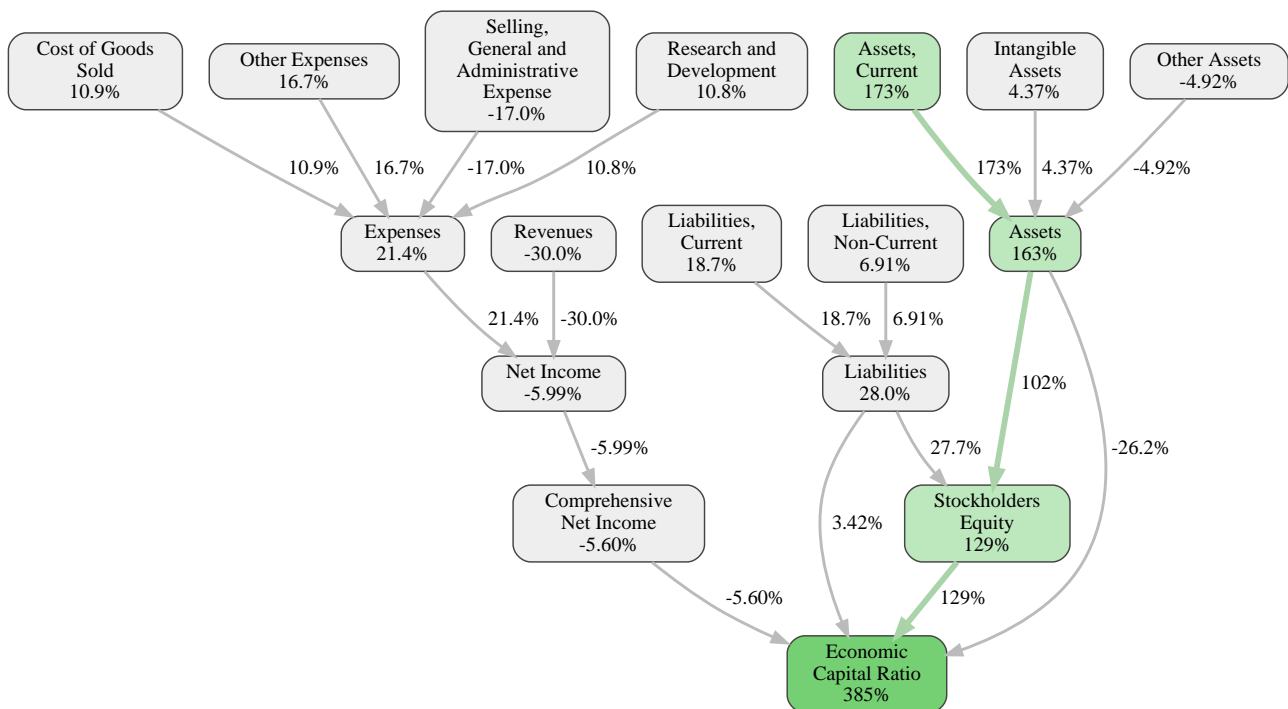 Cost of Goods
Sold
10.9%
Other Expenses
16.7%
Selling,
General and
Administrative
Expense
-17.0%
Research and
Development
10.8%
Assets,
Current
173%
Intangible
Assets
4.37%
Other Assets
-4.92%
10.9%
16.7%
-17.0%
10.8%
173%
4.37%
-4.92%
Expenses
21.4%
Revenues
-30.0%
Liabilities,
Current
18.7%
Liabilities,
Non-Current
6.91%
Assets
163%
21.4%
-30.0%
18.7%
6.91%
Net Income
-5.99%
Liabilities
28.0%
102%
-5.99%
27.7%
-26.2%
Comprehensive
Net Income
-5.60%
3.42%
Stockholders
Equity
129%
-5.60%
129%
Economic
Capital Ratio
385%